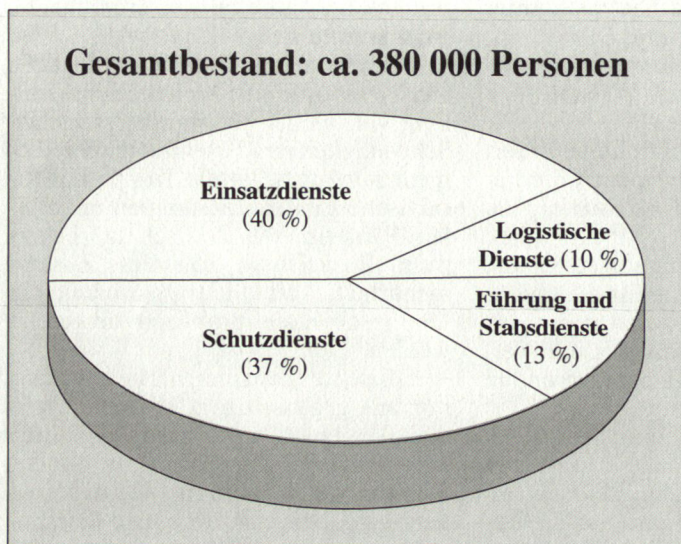 Gesamtbestand: ca. 380 000 Personen
Einsatzdienste
(40 %)
Logistische
Dienste (10 %)
Führung und
Stabsdienste
(13 %)
Schutzdienste
(37 %)